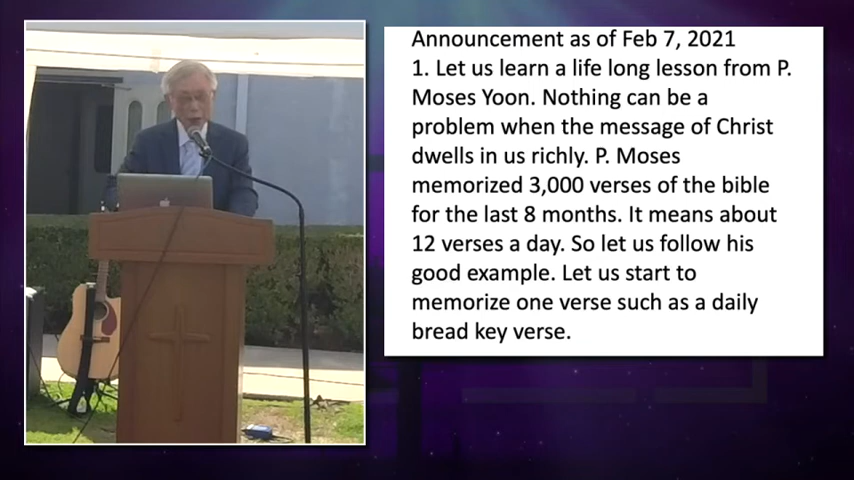 Announcement as of Feb 7, 2021
1. Let us learn a life long lesson from P.
Moses Yoon. Nothing can be a
problem when the message of Christ
dwells in us richly. P. Moses
memorized 3,000 verses of the bible
for the last 8 months. It means about
12 verses a day. So let us follow his
good example. Let us start to
memorize one verse such as a daily
bread key verse.